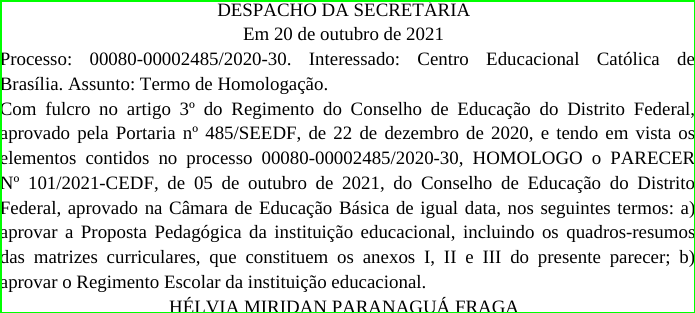 DESPACHO DA SECRETÁRIA
Em 20 de outubro de 2021
Processo: 00080-00002485/2020-30. Interessado: Centro Educacional Católica de
Brasília. Assunto: Termo de Homologação.
Com fulcro no artigo 3º do Regimento do Conselho de Educação do Distrito Federal,
aprovado pela Portaria nº 485/SEEDF, de 22 de dezembro de 2020, e tendo em vista os
elementos contidos no processo 00080-00002485/2020-30, HOMOLOGO o PARECER
Nº 101/2021-CEDF, de 05 de outubro de 2021, do Conselho de Educação do Distrito
Federal, aprovado na Câmara de Educação Básica de igual data, nos seguintes termos: a)
aprovar a Proposta Pedagógica da instituição educacional, incluindo os quadros-resumos
das matrizes curriculares, que constituem os anexos I, II e III do presente parecer; b)
aprovar o Regimento Escolar da instituição educacional.
HÉLVIA MIRIDAN PARANAGUÁ FRAGA